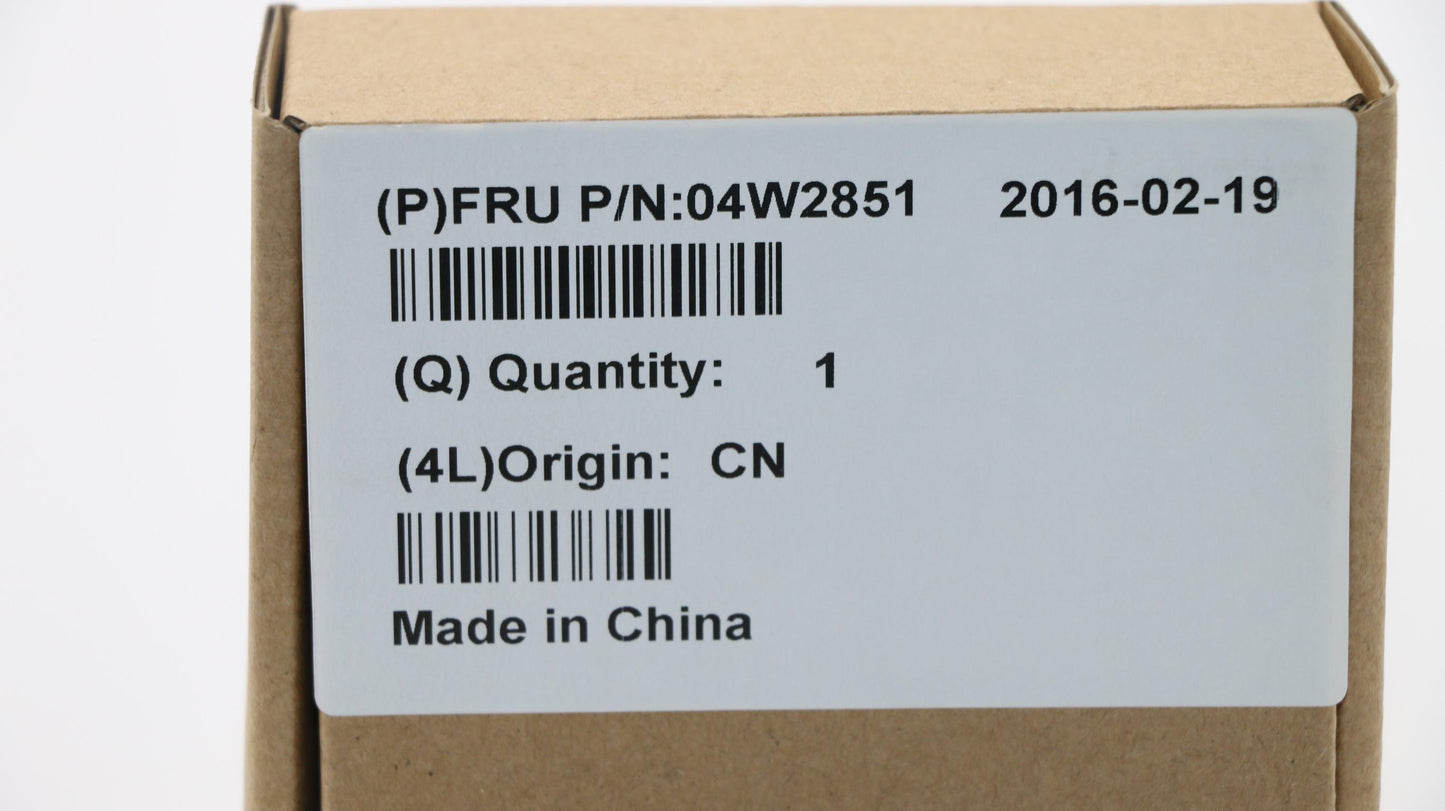 (P)FRU P/N:04W2851 2016-02-19
(Q) Quantity: 1
(4L)Origin: CN
Made in China